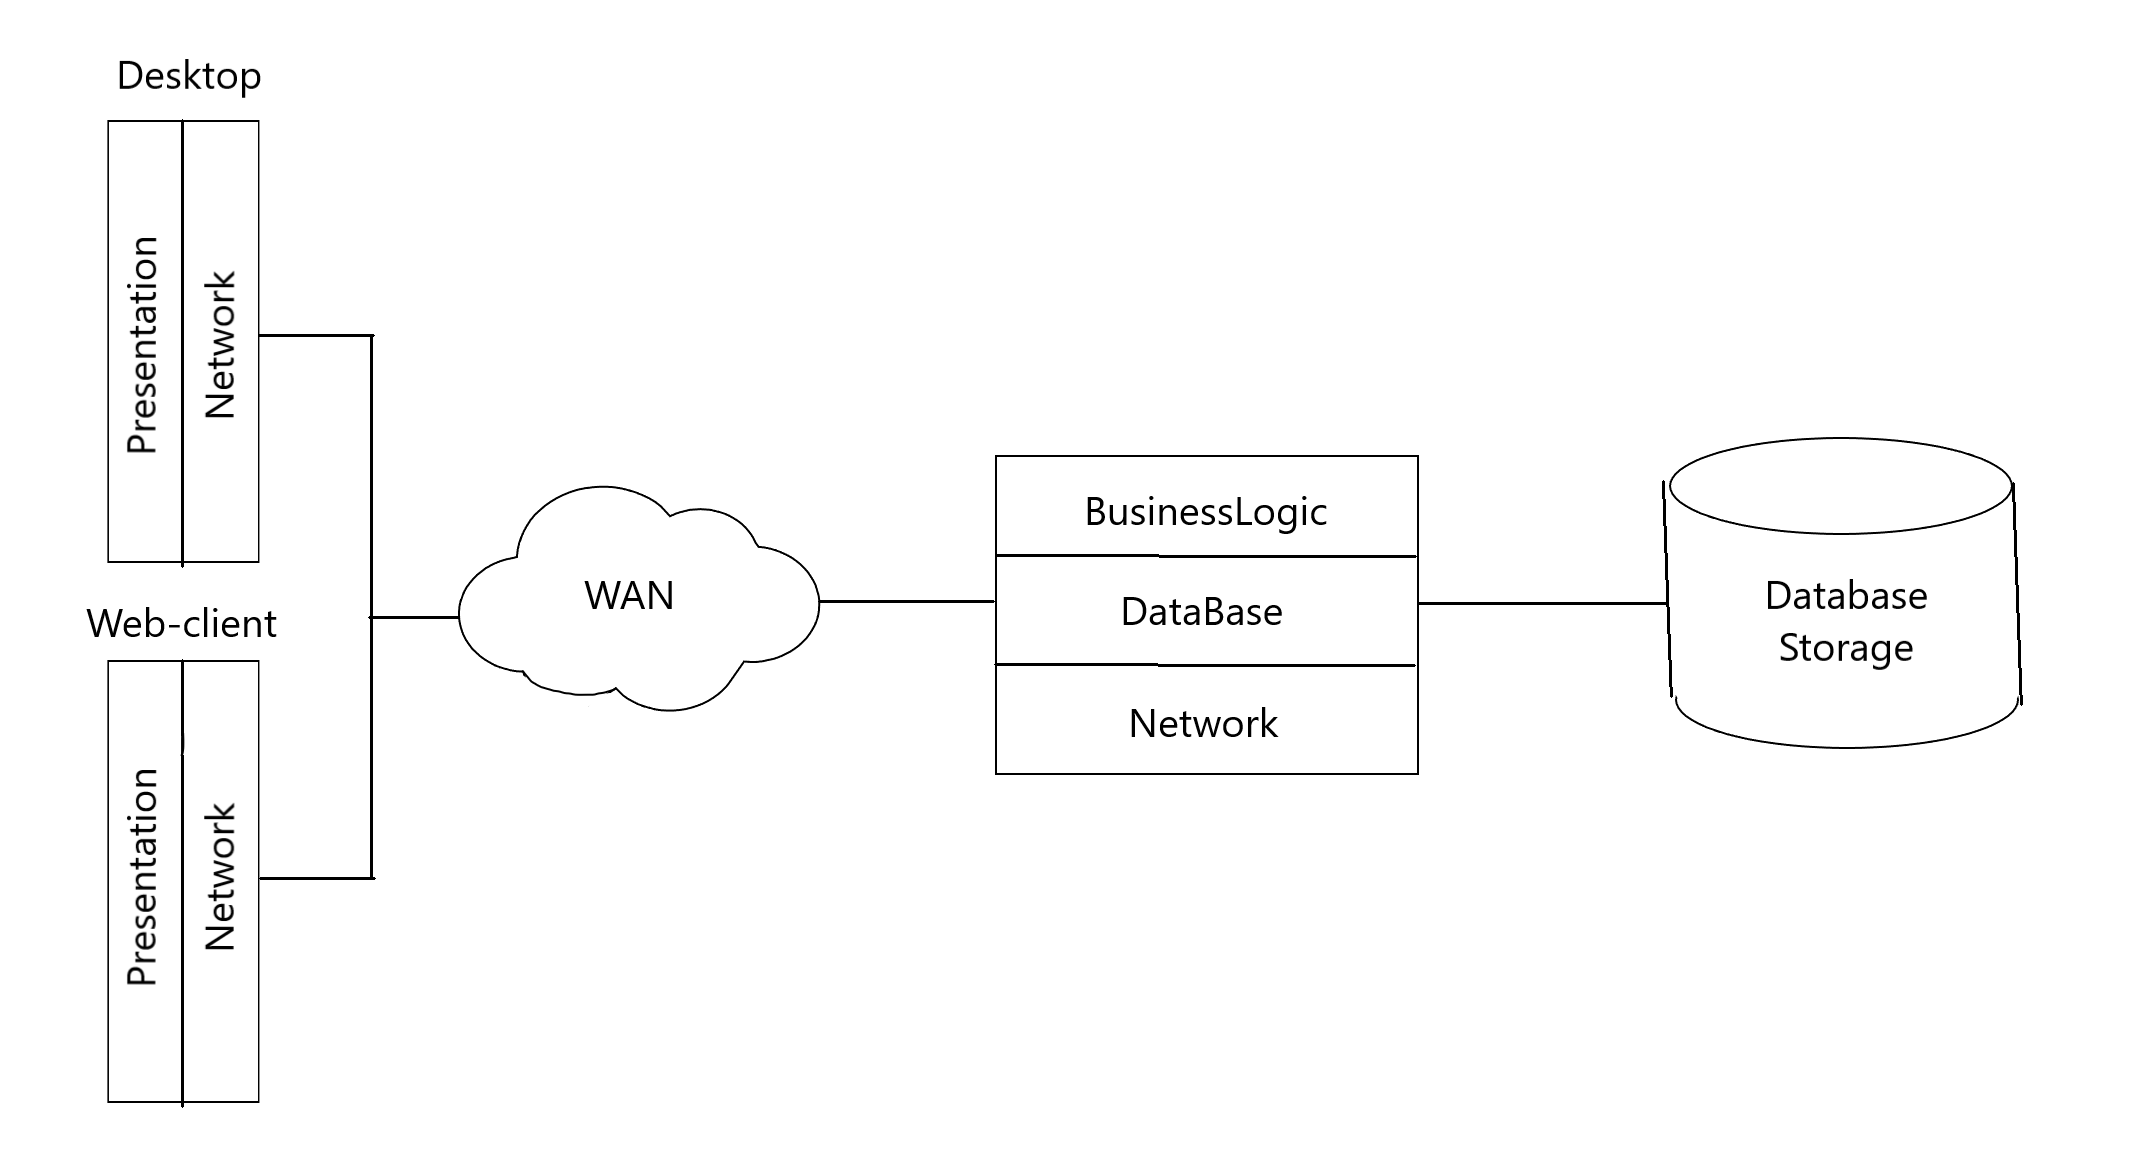 Desktop
Presentation
Network
Web-client
Presentation
Network
WAN
BusinessLogic
DataBase
Network
Database
Storage